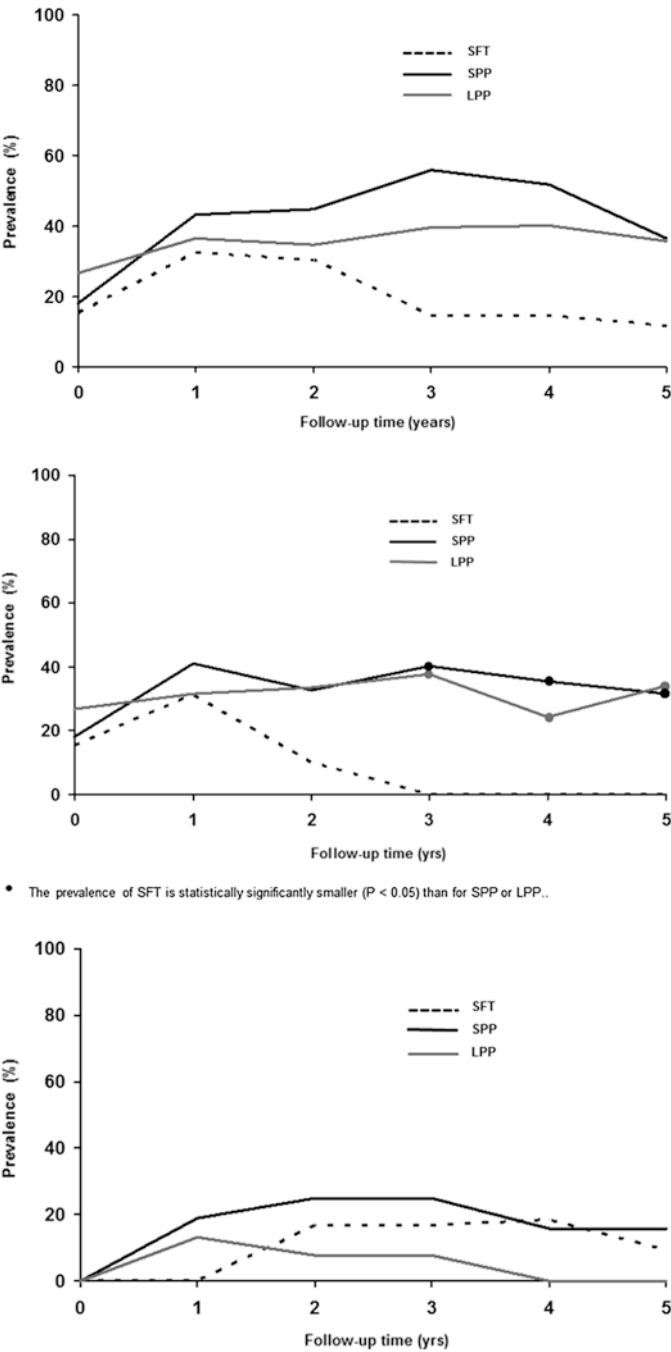 100
80
60
40
20
0
Prevalence (%)
SFT
SPP
LPP
0 1 2 3 4 5
Follow-up time (years)
100
80
60
40
20
0
Prevalence (%)
SFT
SPP
LPP
0 1 2 3 4 5
Follow-up time (yrs)
• The prevalence of SFT is statistically significantly smaller (P < 0.05) than for SPP or LPP..
100
80
60
40
20
0
Prevalence (%)
SFT
SPP
LPP
0 1 2 3 4 5
Follow-up time (yrs)